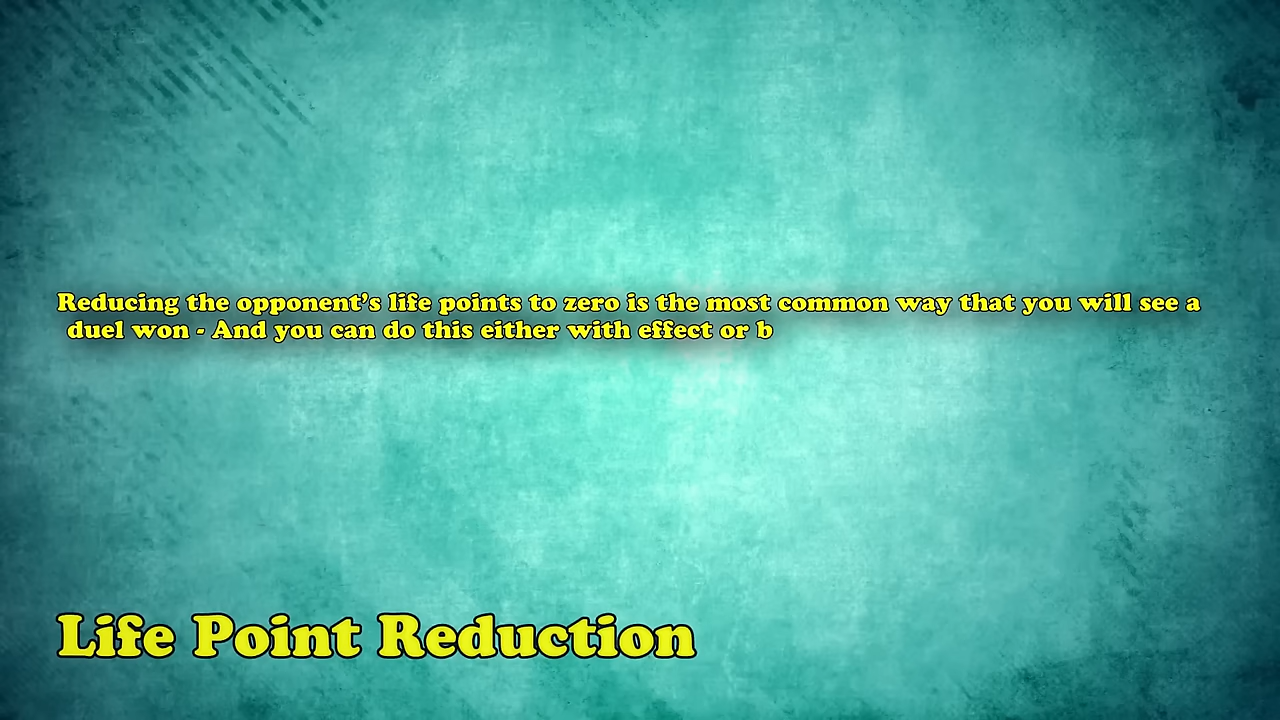 Reducing the opponent’s life points to zero is the most common way that you will see a
duel won - And you can do this either with effect or b
Life Point Reduction